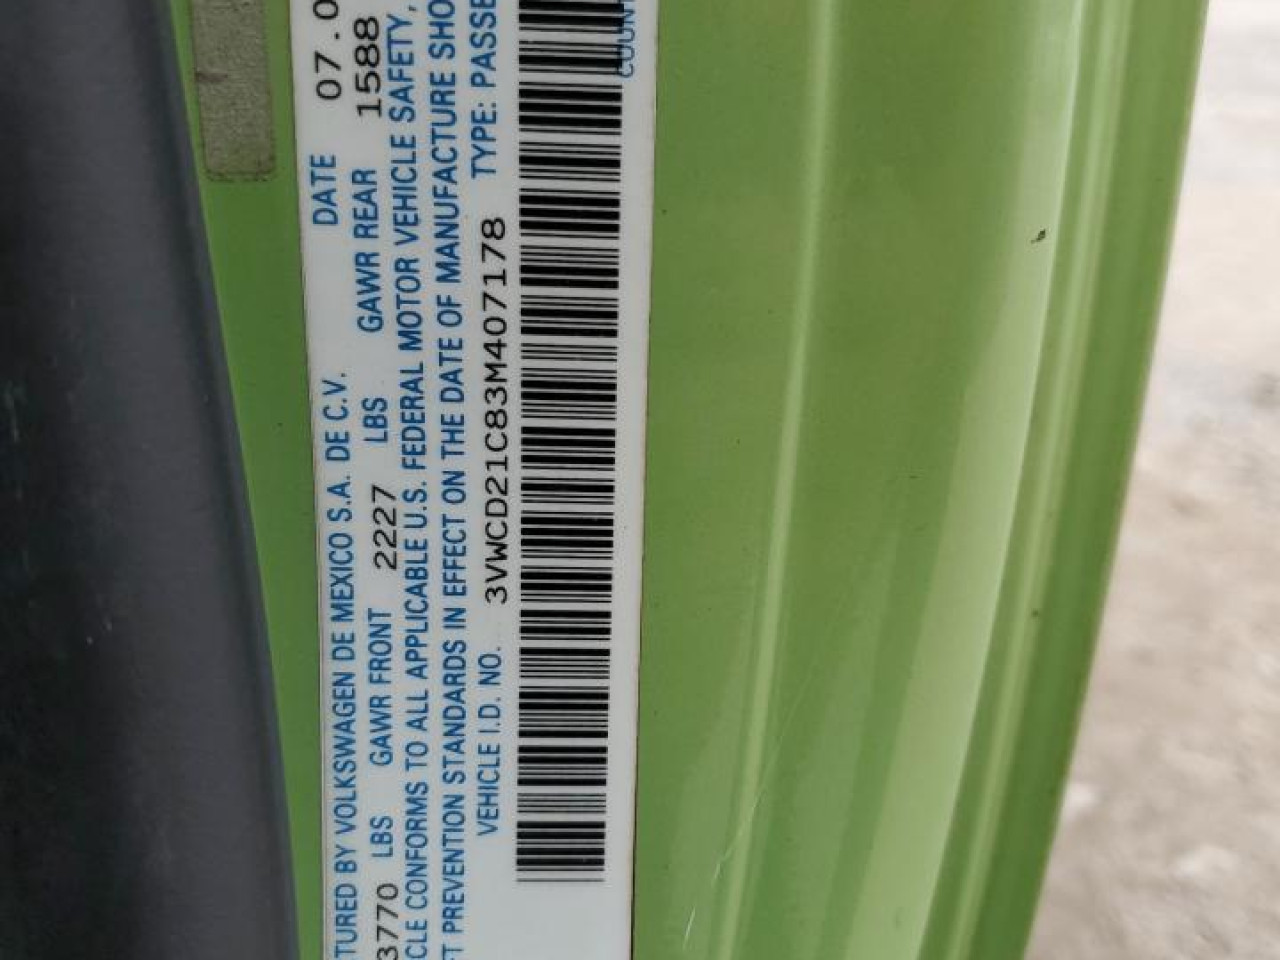 TURED BY VOLKSWAGEN DE MEXICO S.A. DE C.V. DATE 07.0
3770 LBS GAWR FRONT 2227 LBS GAWR REAR 1588
CLE CONFORMS TO ALL APPLICABLE U.S. FEDERAL MOTOR VEHICLE SAFETY,
T PREVENTION STANDARDS IN EFFECT ON THE DATE OF MANUFACTURE SHO
VEHICLE I.D. NO. 3VWCD21C83M407178 TYPE: PASSE
COUN